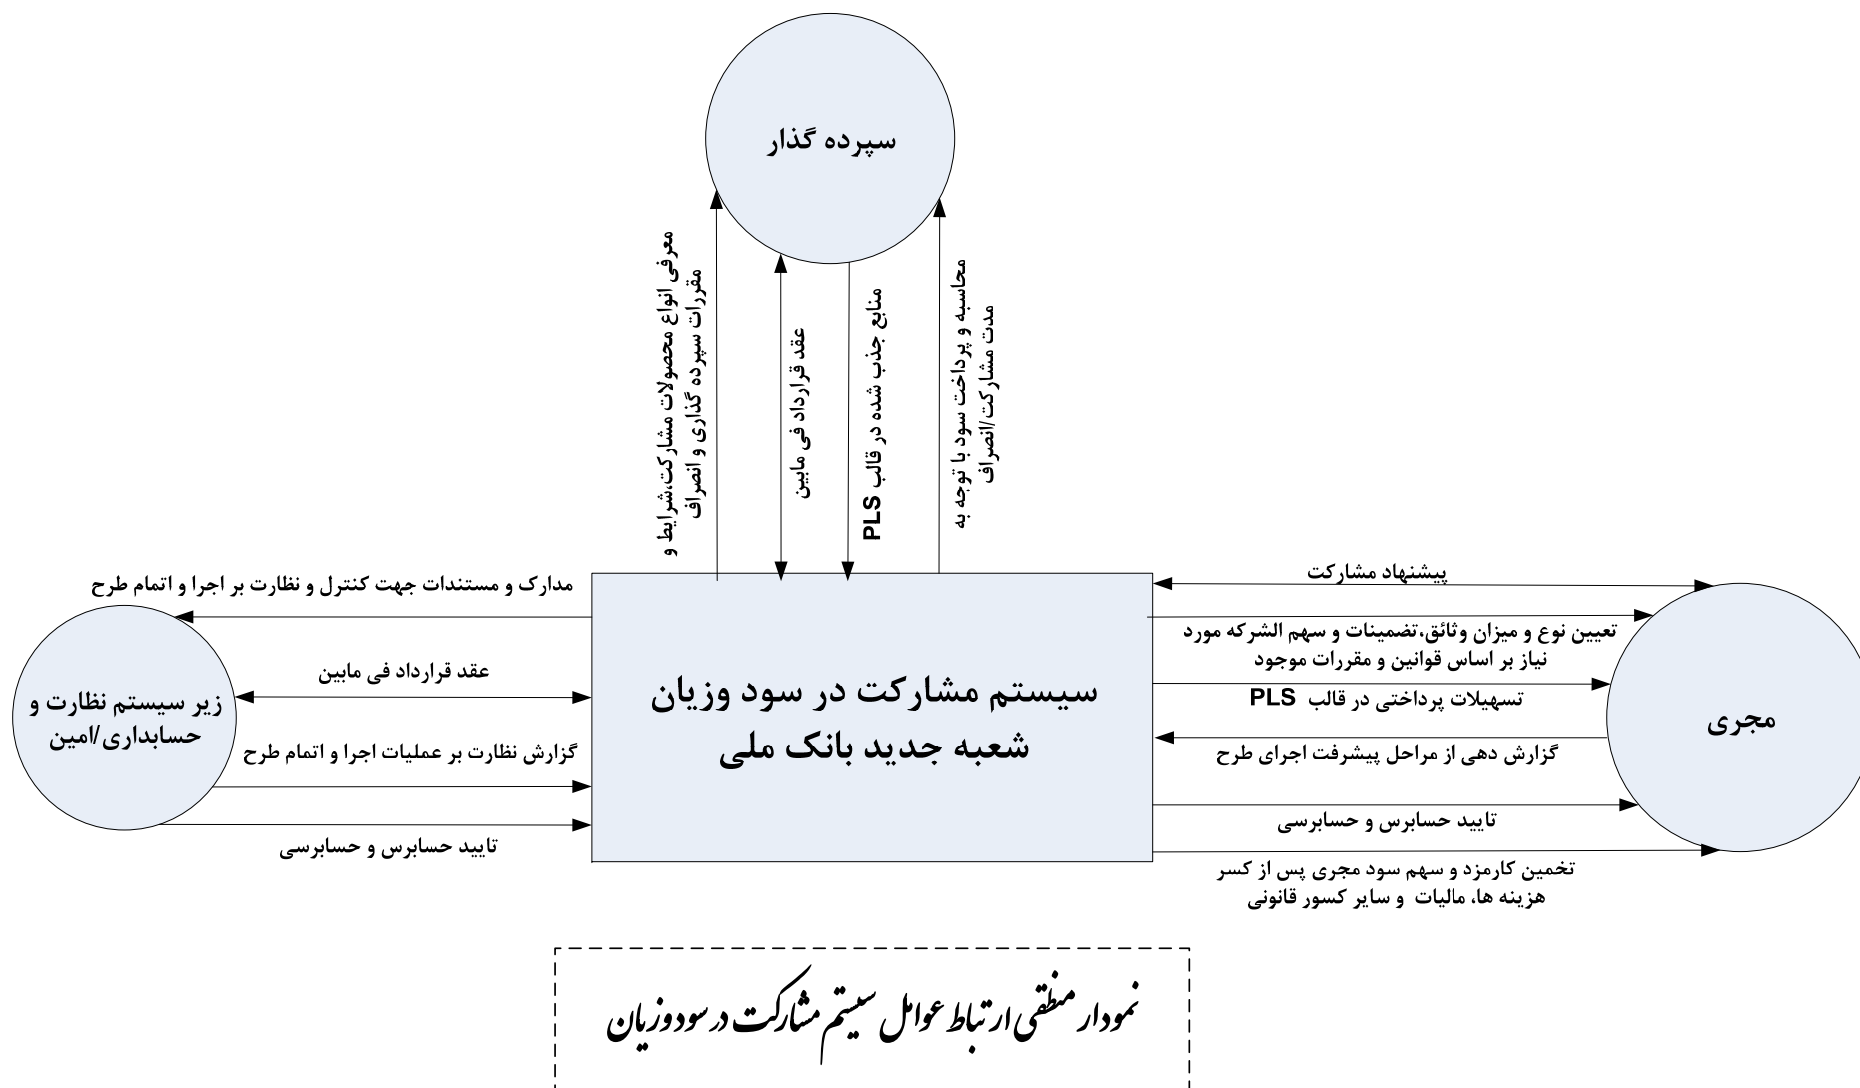 سپرده گذار
معرفی انواع محصولات مشارکت،شرایط و
مقررات سپرده گذاری و انصراف
عقد قرارداد فی مابین
منابع جذب شده در قالب PLS
محاسبه و پرداخت سود با توجه به
مدت مشارکت/انصراف
پیشنهاد مشارکت
تعیین نوع و میزان وثائق،تضمینات و سهم الشرکه مورد
نیاز بر اساس قوانین و مقررات موجود
تسهیلات پرداختی در قالب PLS
گزارش دهی از مراحل پیشرفت اجرای طرح
تایید حسابرس و حسابرسی
تخمین کارمزد و سهم سود مجری پس از کسر
هزینه ها، مالیات و سایر کسور قانونی
مجری
سیستم مشارکت در سود وزیان
شعبه جدید بانک ملی
مدارک و مستندات جهت کنترل و نظارت بر اجرا و اتمام طرح
عقد قرارداد فی مابین
گزارش نظارت بر عملیات اجرا و اتمام طرح
تایید حسابرس و حسابرسی
زیر سیستم نظارت و
حسابداری/امین
نمودار منطقی ارتباط عوامل سیستم مشارکت در سود وزیان